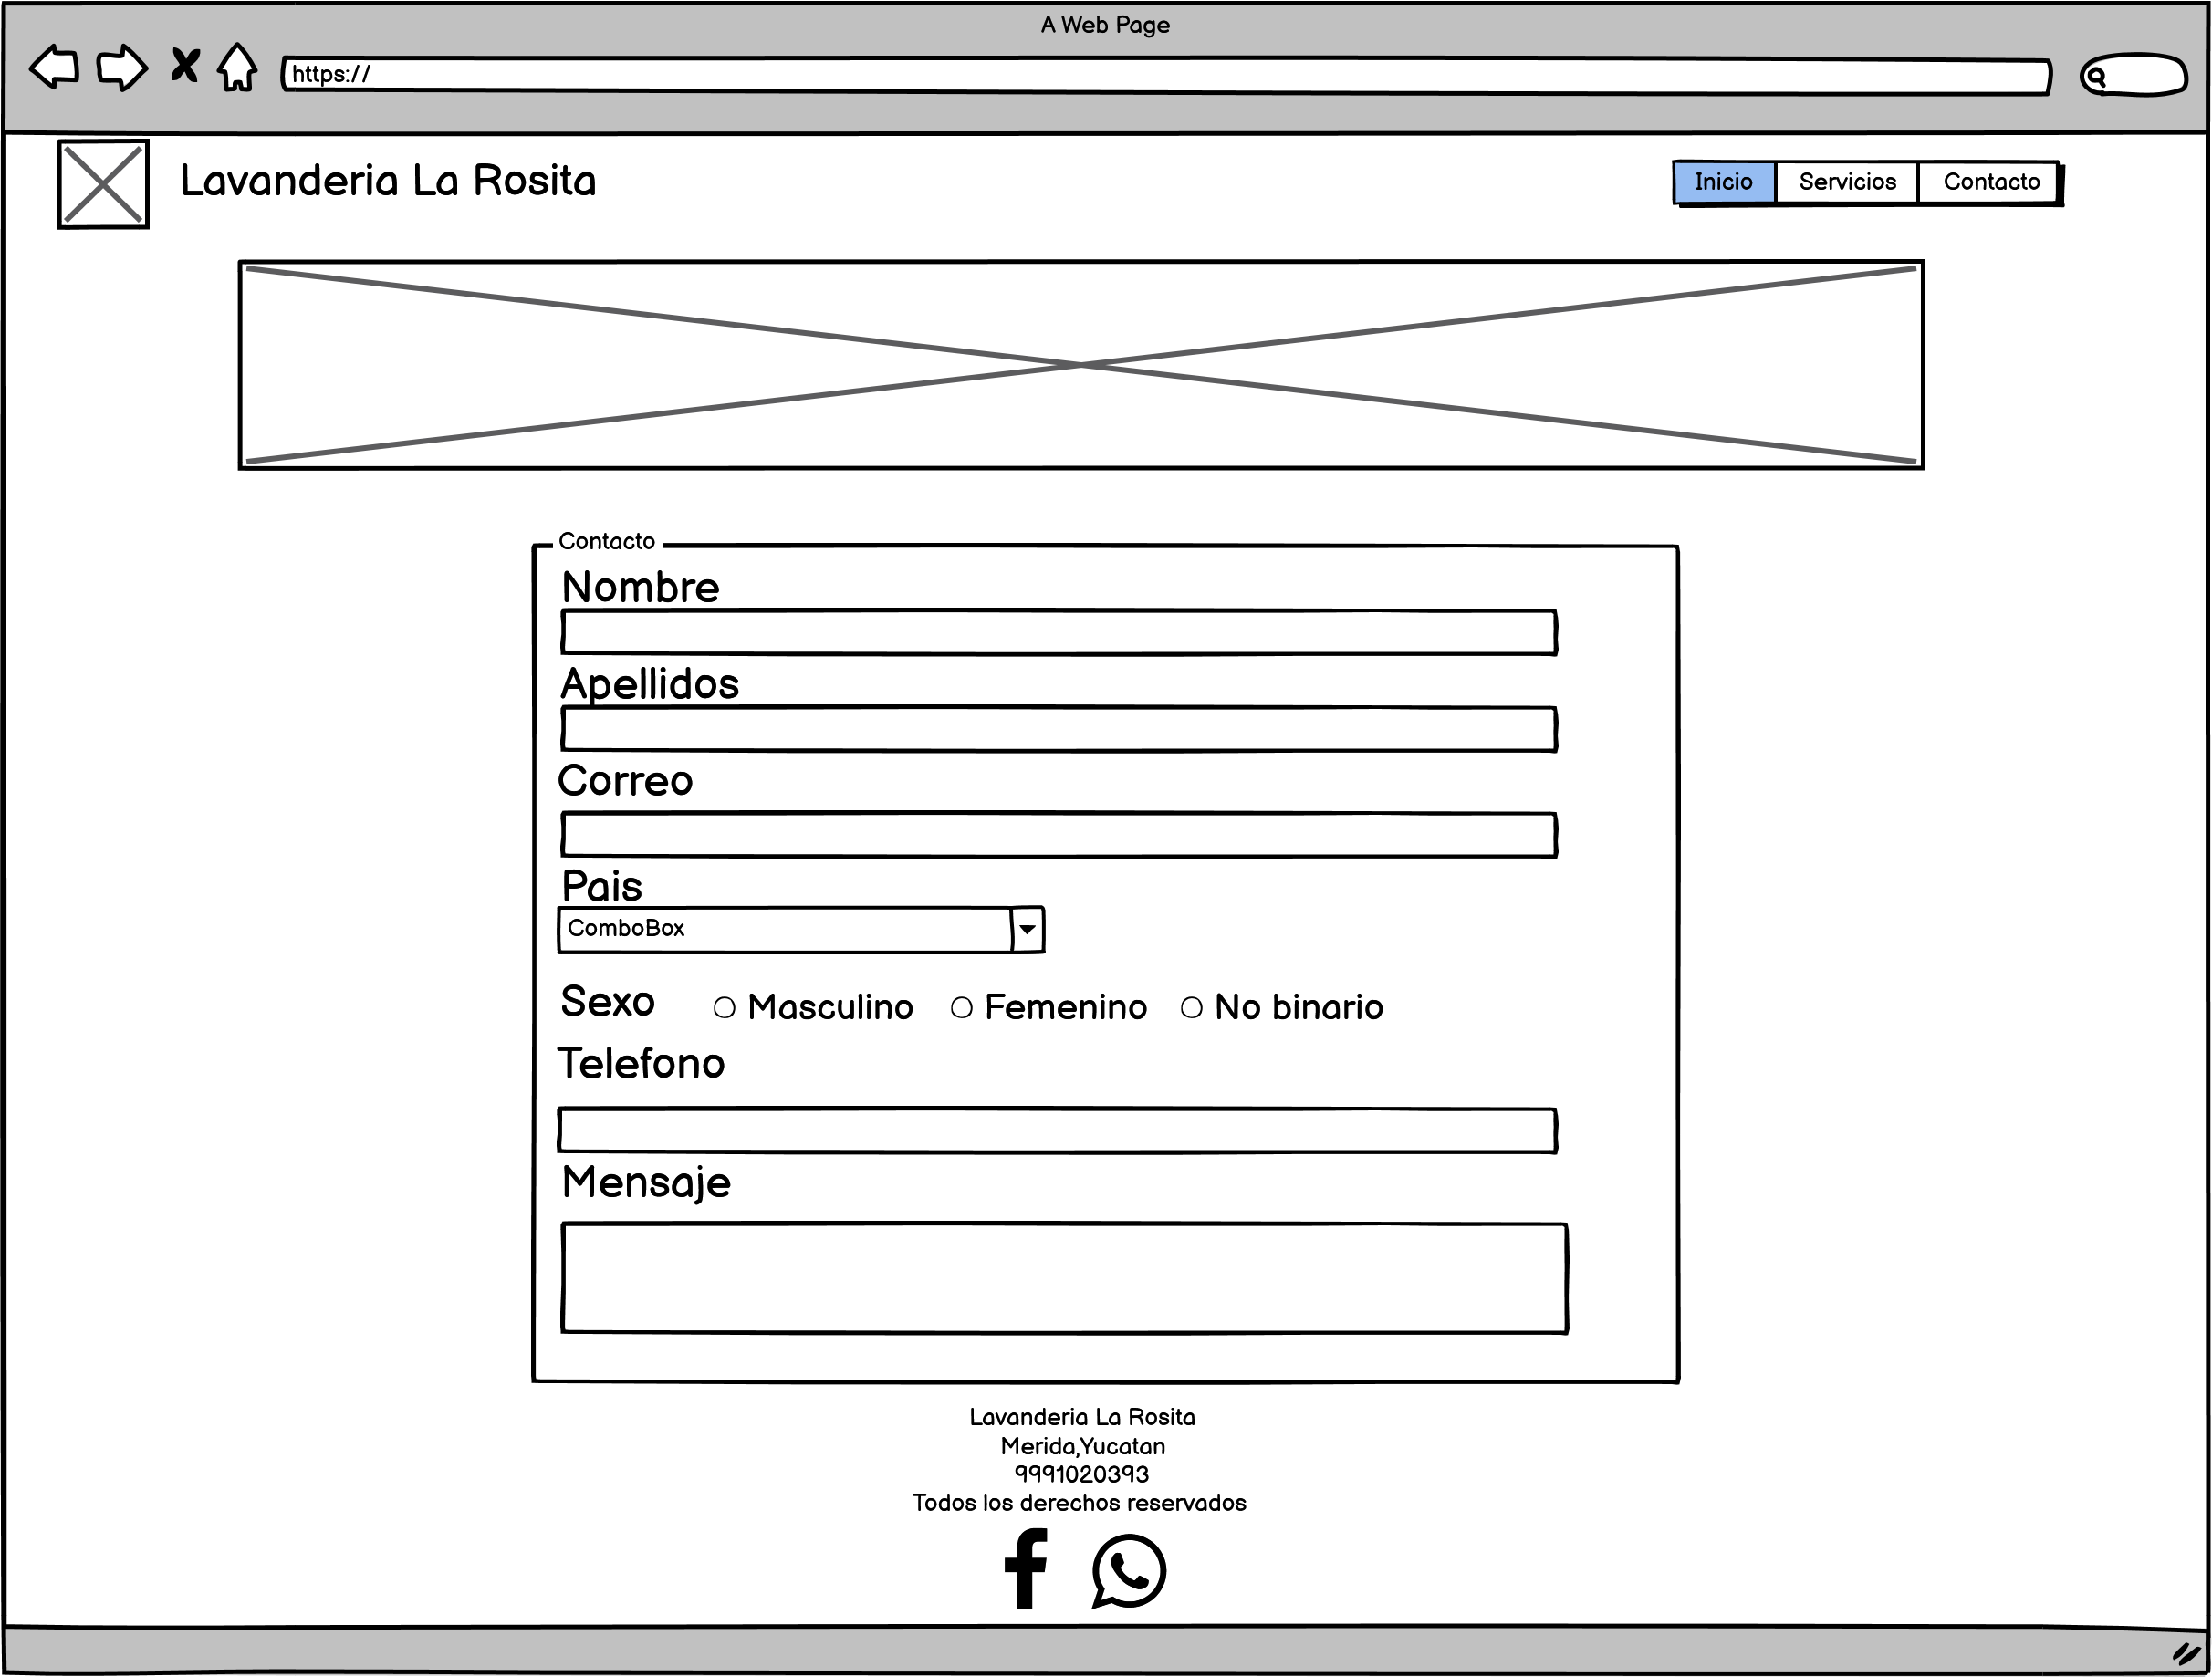 A Web Page
https://
Lavanderia La Rosita
Inicio Servicios Contacto
Contacto
Nombre
Apellidos
Correo
Pais
ComboBox
Sexo Masculino Femenino No binario
Telefono
Mensaje
Lavanderia La Rosita
Merida,Yucatan
9991020393
Todos los derechos reservados